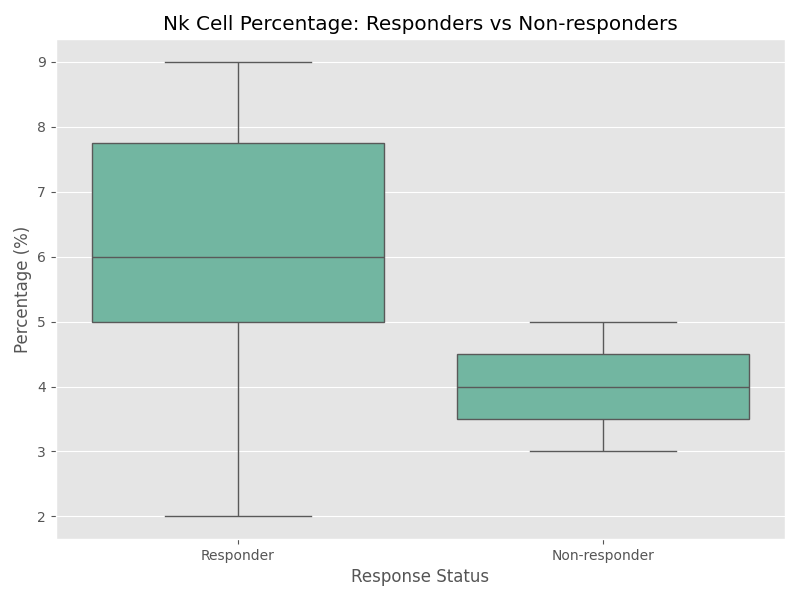 Nk Cell Percentage: Responders vs Non-responders
Percentage (%)
9
8
7
6
5
4
3
2
Responder
Non-responder
Response Status